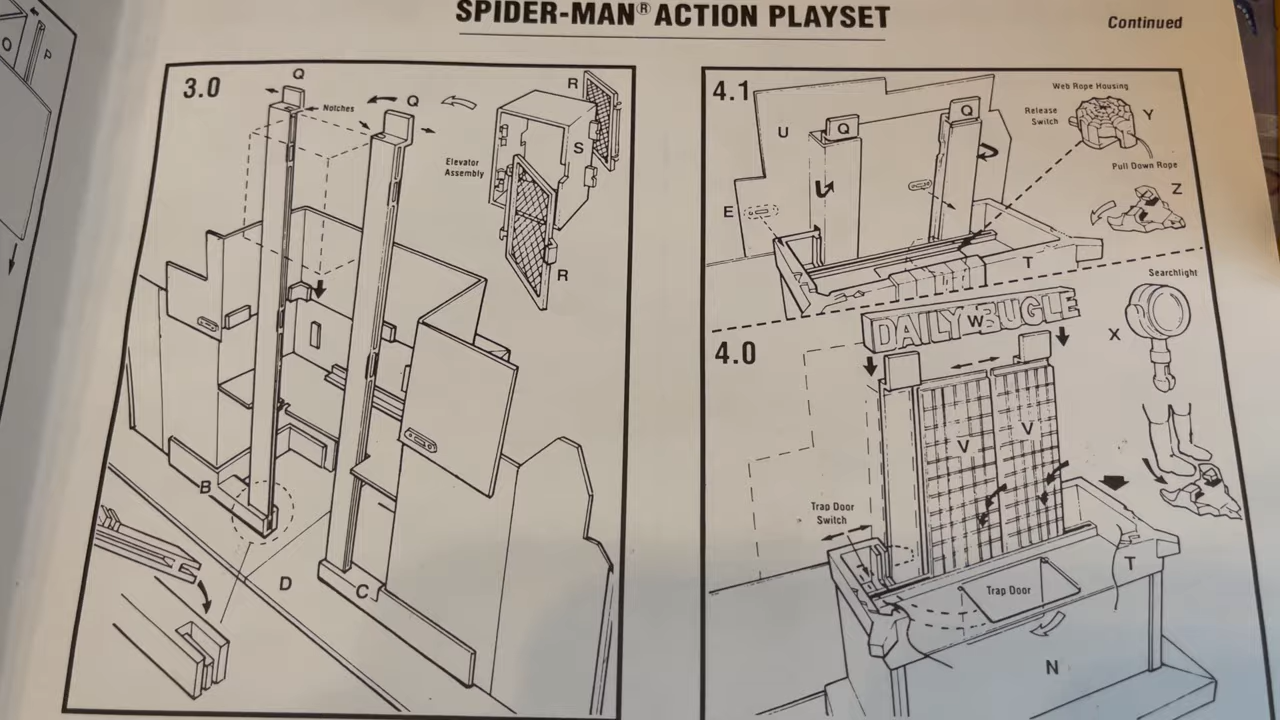 SPIDER-MAN® ACTION PLAYSET
Continued
O
P
3.0
Q
Notches
Q
R
S
Elevator
Assembly
R
B
D
C
4.1
Web Rope Housing
Release
Switch
Y
U
Q
Q
Pull Down Rope
Z
E
T
Searchlight
DAILY BUGLE
W
X
4.0
V
V
Trap Door
Switch
T
Trap Door
N